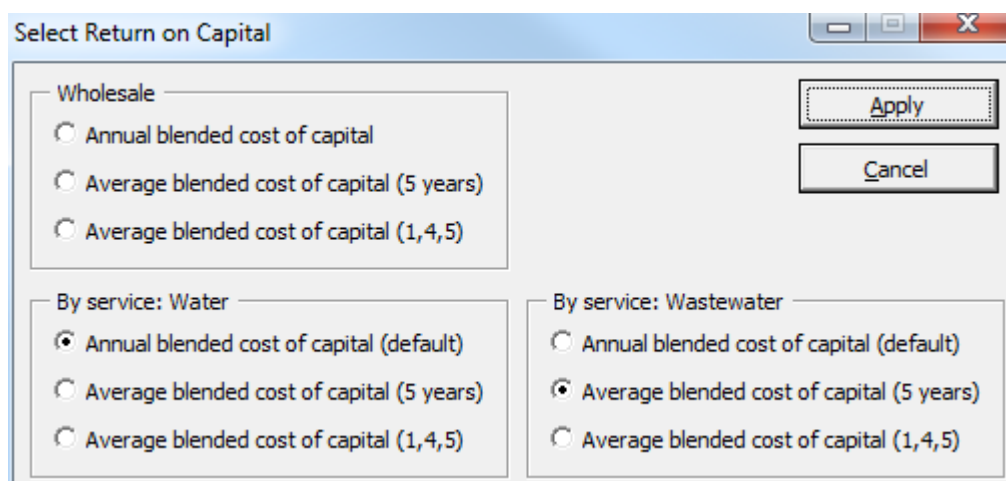 Select Return on Capital
Wholesale
Annual blended cost of capital
Average blended cost of capital (5 years)
Average blended cost of capital (1,4,5)
Apply
Cancel
By service: Water
Annual blended cost of capital (default)
Average blended cost of capital (5 years)
Average blended cost of capital (1,4,5)
By service: Wastewater
Annual blended cost of capital (default)
Average blended cost of capital (5 years)
Average blended cost of capital (1,4,5)